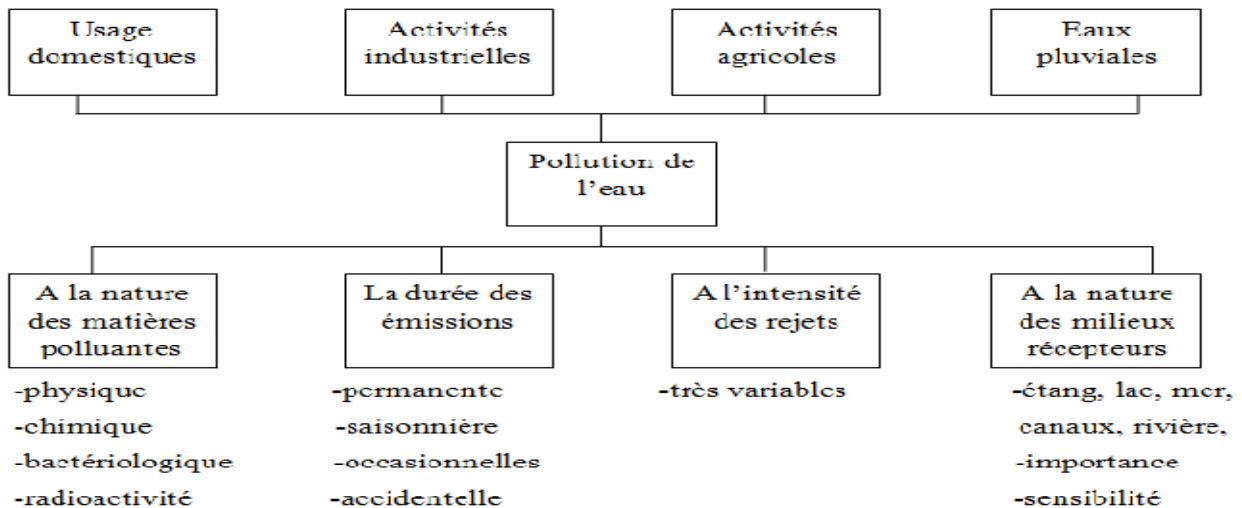 Usage
domestiques
Activités
industrielles
Activités
agricoles
Eaux
pluviales
Pollution de
l'eau
A la nature
des matières
polluantes
La durée des
émissions
A l'intensité
des rejets
A la nature
des milieux
récepteurs
-physique
-chimique
-bactériologique
-radioactivité
-permanente
-saisonnière
-occasionnelles
-accidentelle
-très variables
-étang, lac, mer,
canaux, rivière,
-importance
-sensibilité